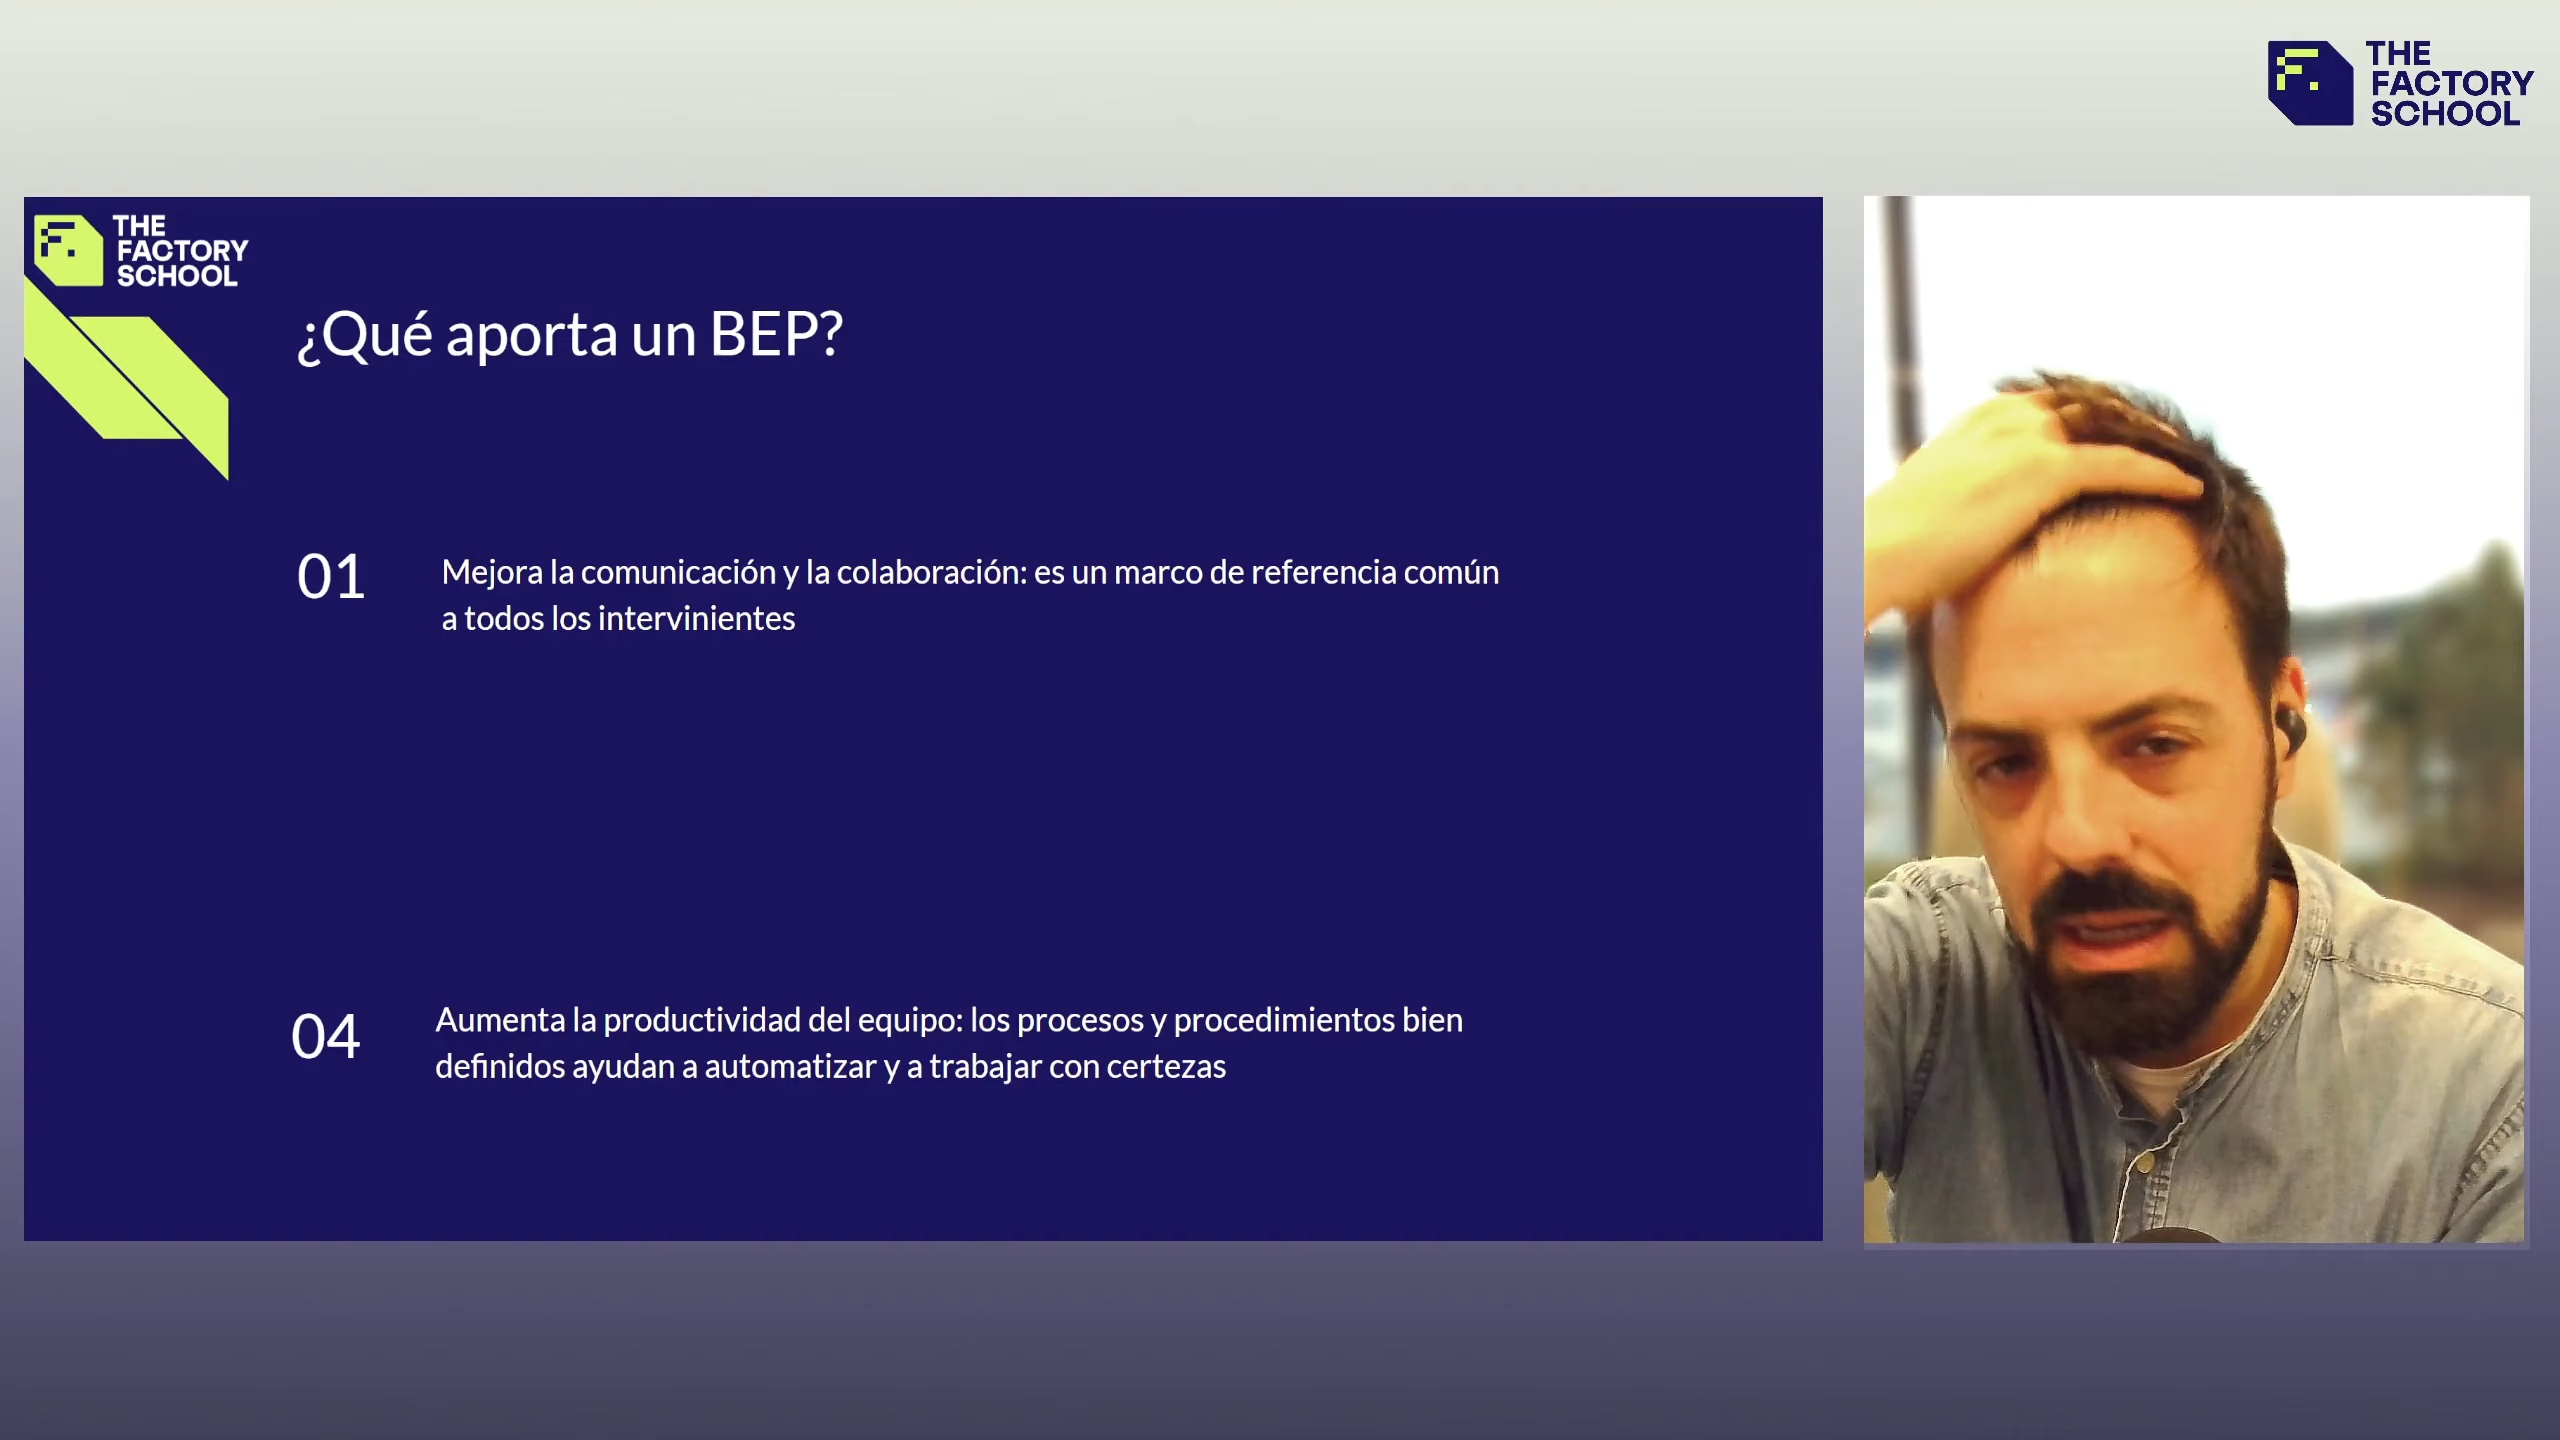 THE
FACTORY
SCHOOL
F.
THE
FACTORY
SCHOOL
F.
¿Qué aporta un BEP?
01
Mejora la comunicación y la colaboración: es un marco de referencia común
a todos los intervinientes
04
Aumenta la productividad del equipo: los procesos y procedimientos bien
definidos ayudan a automatizar y a trabajar con certezas